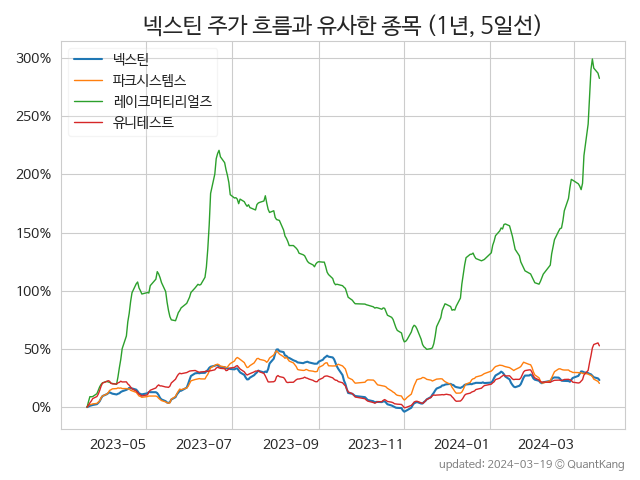 넥스틴 주가 흐름과 유사한 종목 (1년, 5일선)
넥스틴
파크시스템스
레이크머티리얼즈
유니테스트
300%
250%
200%
150%
100%
50%
0%
2023-05 2023-07 2023-09 2023-11 2024-01 2024-03
updated: 2024-03-19 © QuantKang